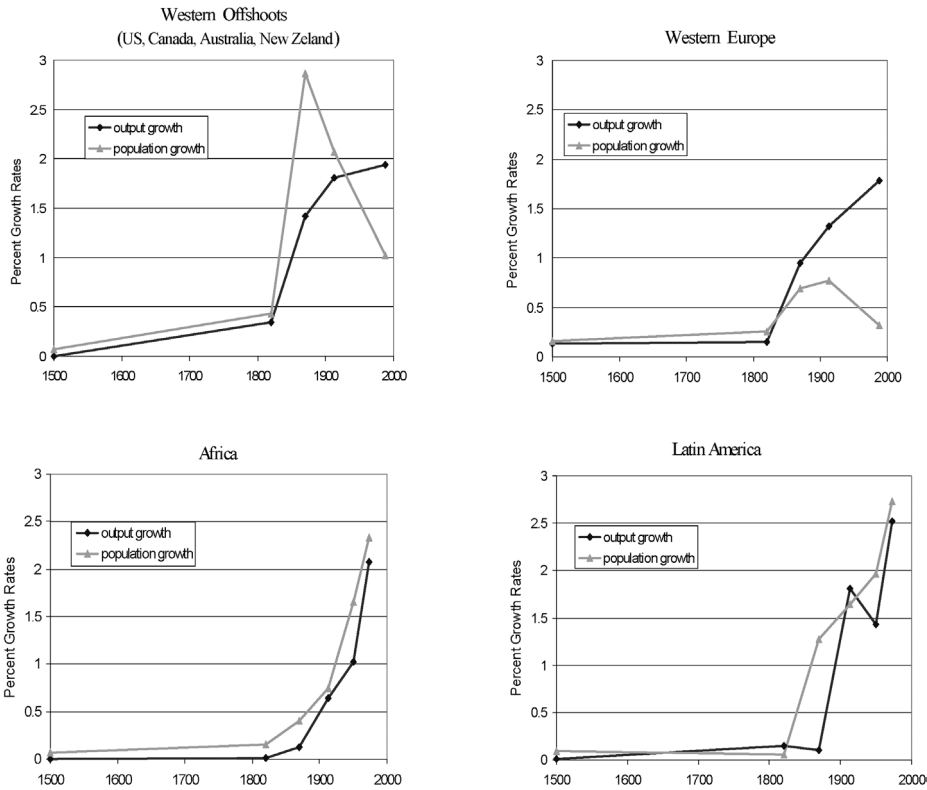 Western Offshoots
(US, Canada, Australia, New Zeland)
Percent Growth Rates
3
2.5
2
1.5
1
0.5
0
output growth
population growth
1500 1600 1700 1800 1900 2000
Western Europe
Percent Growth Rates
3
2.5
2
1.5
1
0.5
0
output growth
population growth
1500 1600 1700 1800 1900 2000
Africa
Percent Growth Rates
3
2.5
2
1.5
1
0.5
0
output growth
population growth
1500 1600 1700 1800 1900 2000
Latin America
Percent Growth Rates
3
2.5
2
1.5
1
0.5
0
output growth
population growth
1500 1600 1700 1800 1900 2000